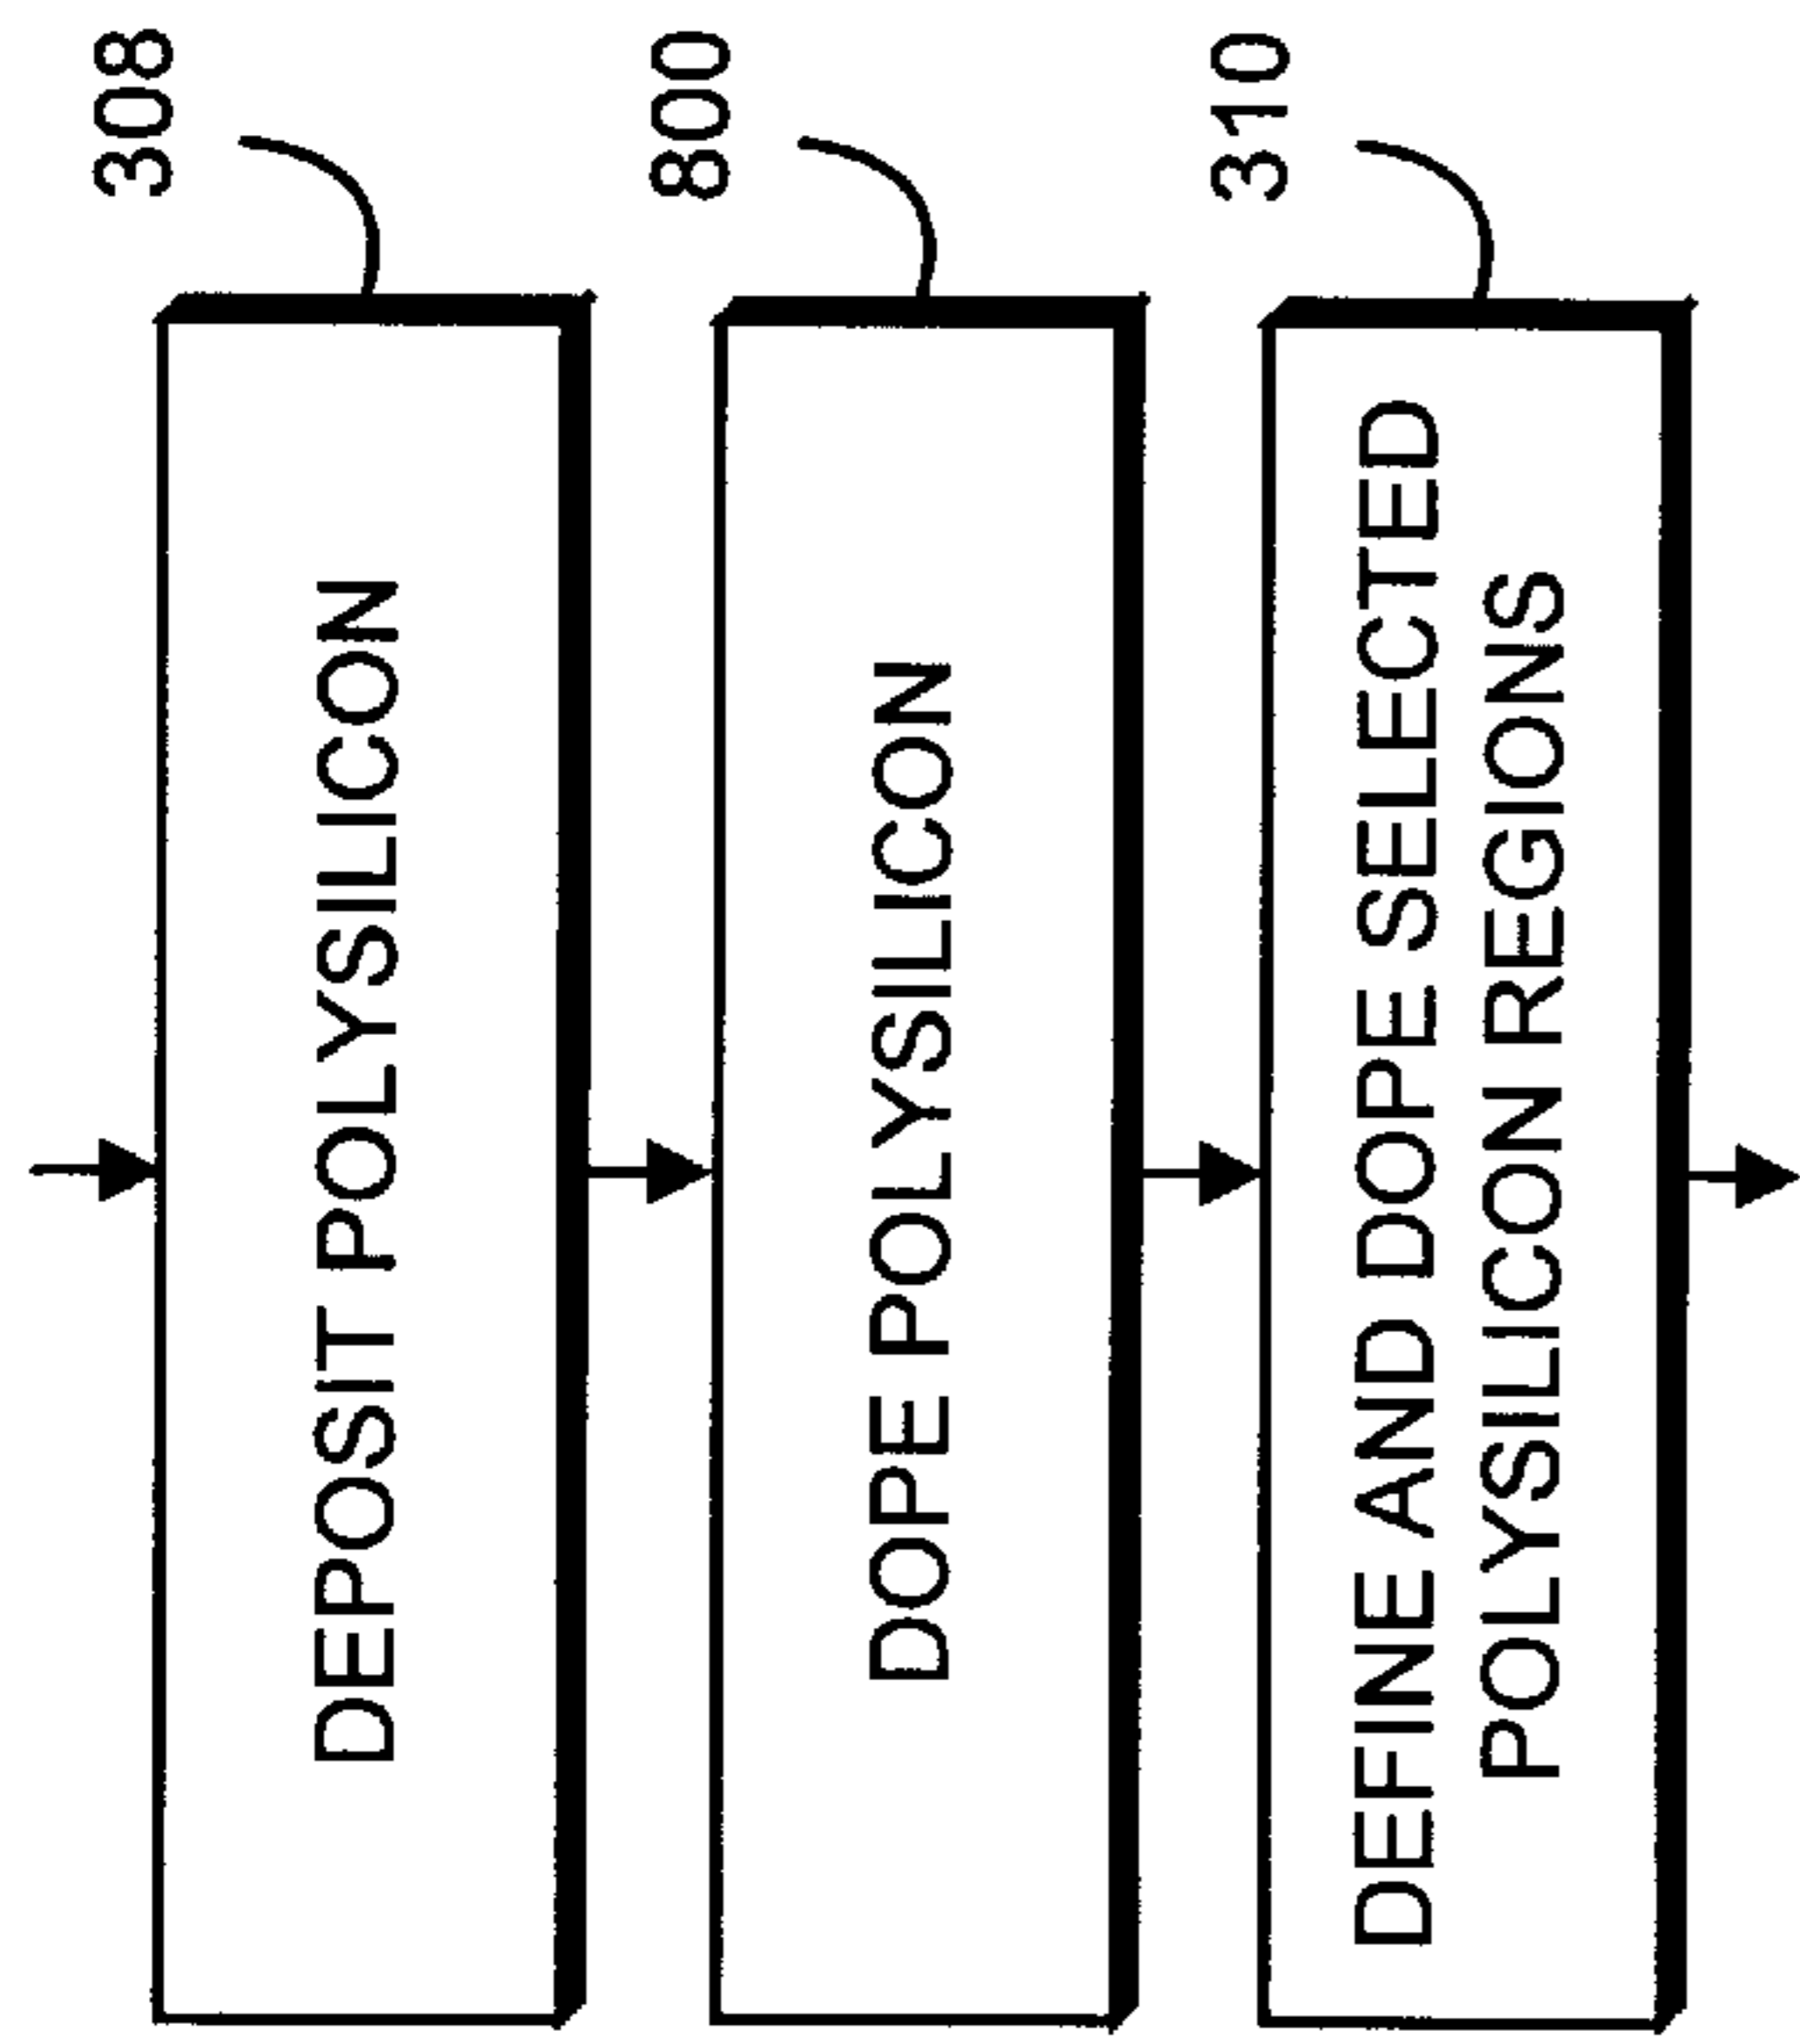 308
DEPOSIT POLYSILICON
800
DOPE POLYSILICON
310
DEFINE AND DOPE SELECTED
POLYSILICON REGIONS